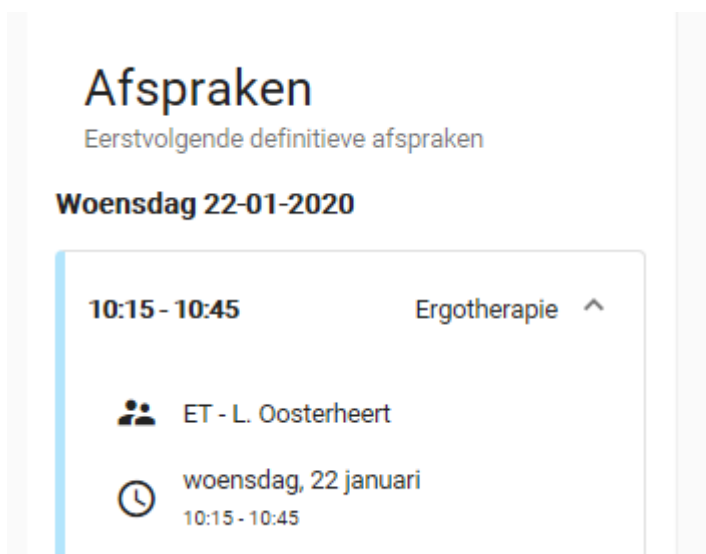 Afspraken
Eerstvolgende definitieve afspraken
Woensdag 22-01-2020
10:15 - 10:45 Ergotherapie
ET - L. Oosterheert
woensdag, 22 januari
10:15 - 10:45